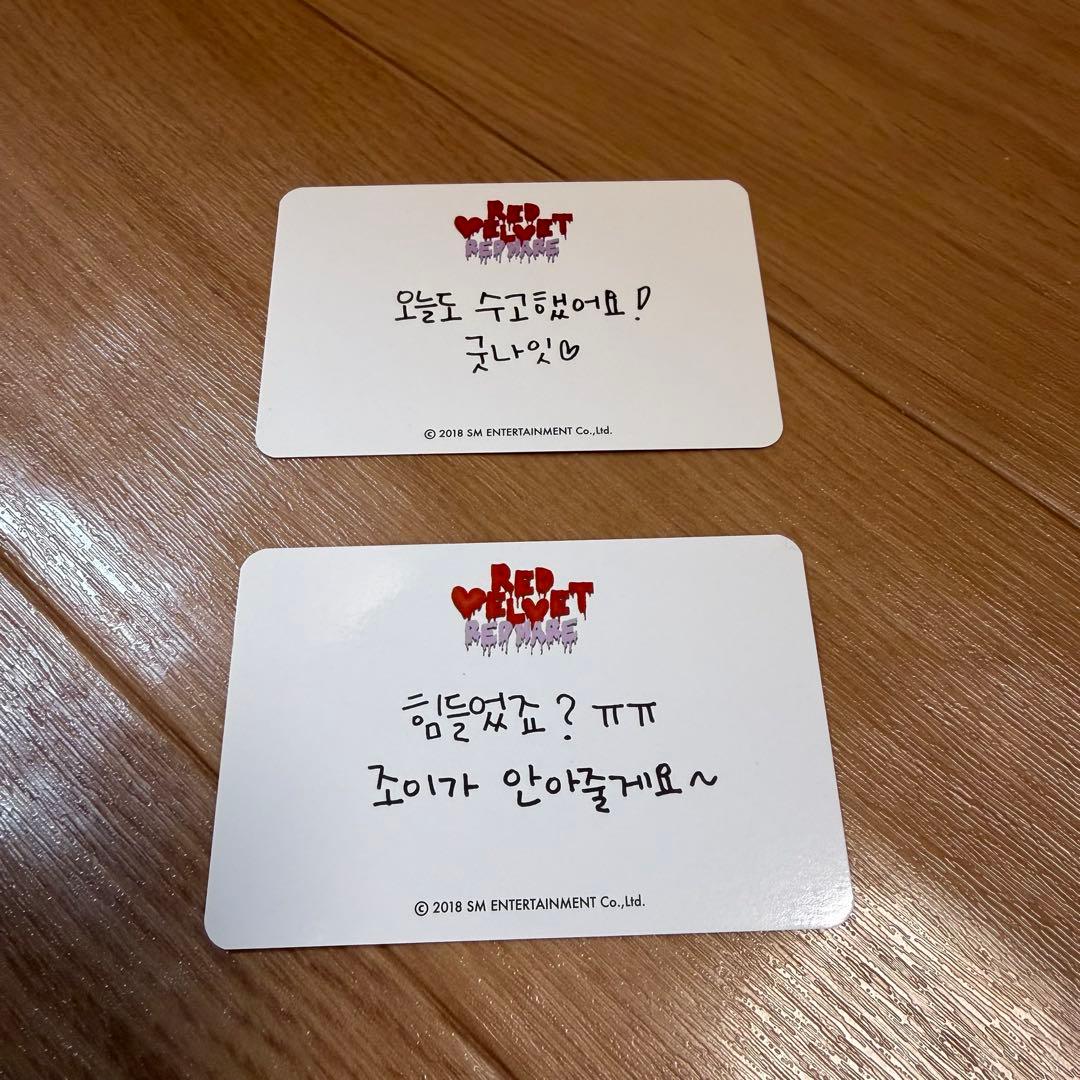 RED
VELVET
REDMARE
오늘도 수고했어요!
굿나잇♡
© 2018 SM ENTERTAINMENT Co.,Ltd.
RED
VELVET
REDMARE
힘들었죠? ㅠㅠ
조이가 안아줄게요~
© 2018 SM ENTERTAINMENT Co.,Ltd.